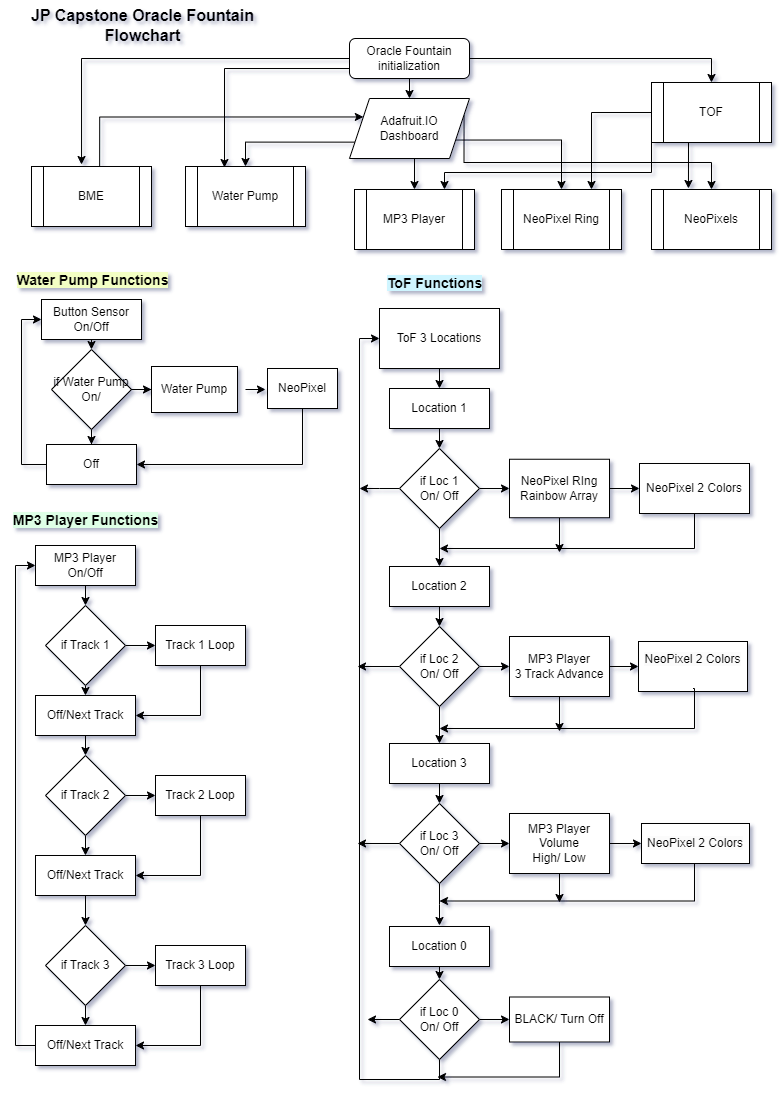 JP Capstone Oracle Fountain
Flowchart
Oracle Fountain
initialization
Adafruit.IO
Dashboard
TOF
BME
Water Pump
MP3 Player
NeoPixel Ring
NeoPixels
Water Pump Functions
Button Sensor
On/Off
if Water Pump
On/
Water Pump
NeoPixel
Off
MP3 Player Functions
MP3 Player
On/Off
if Track 1
Track 1 Loop
Off/Next Track
if Track 2
Track 2 Loop
Off/Next Track
if Track 3
Track 3 Loop
Off/Next Track
ToF Functions
ToF 3 Locations
Location 1
if Loc 1
On/ Off
NeoPixel RIng
Rainbow Array
NeoPixel 2 Colors
Location 2
if Loc 2
On/ Off
MP3 Player
3 Track Advance
NeoPixel 2 Colors
Location 3
if Loc 3
On/ Off
MP3 Player
Volume
High/ Low
NeoPixel 2 Colors
Location 0
if Loc 0
On/ Off
BLACK/ Turn Off